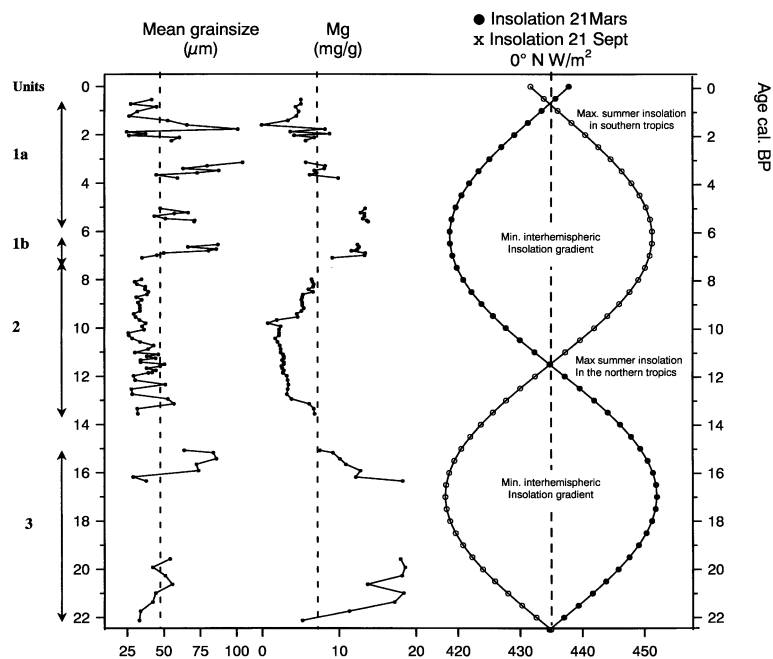 Mean grainsize
(µm)
Mg
(mg/g)
● Insolation 21Mars
x Insolation 21 Sept
0° N W/m²
Units
0
2
4
6
8
10
12
14
16
18
20
22
1a
1b
2
3
25
50
75
100
0
10
20
420
430
440
450
Max. summer insolation
in southern tropics
Min. interhemispheric
Insolation gradient
Max summer insolation
In the northern tropics
Min. interhemispheric
Insolation gradient
0
2
4
6
8
10
12
14
16
18
20
22
Age cal. BP